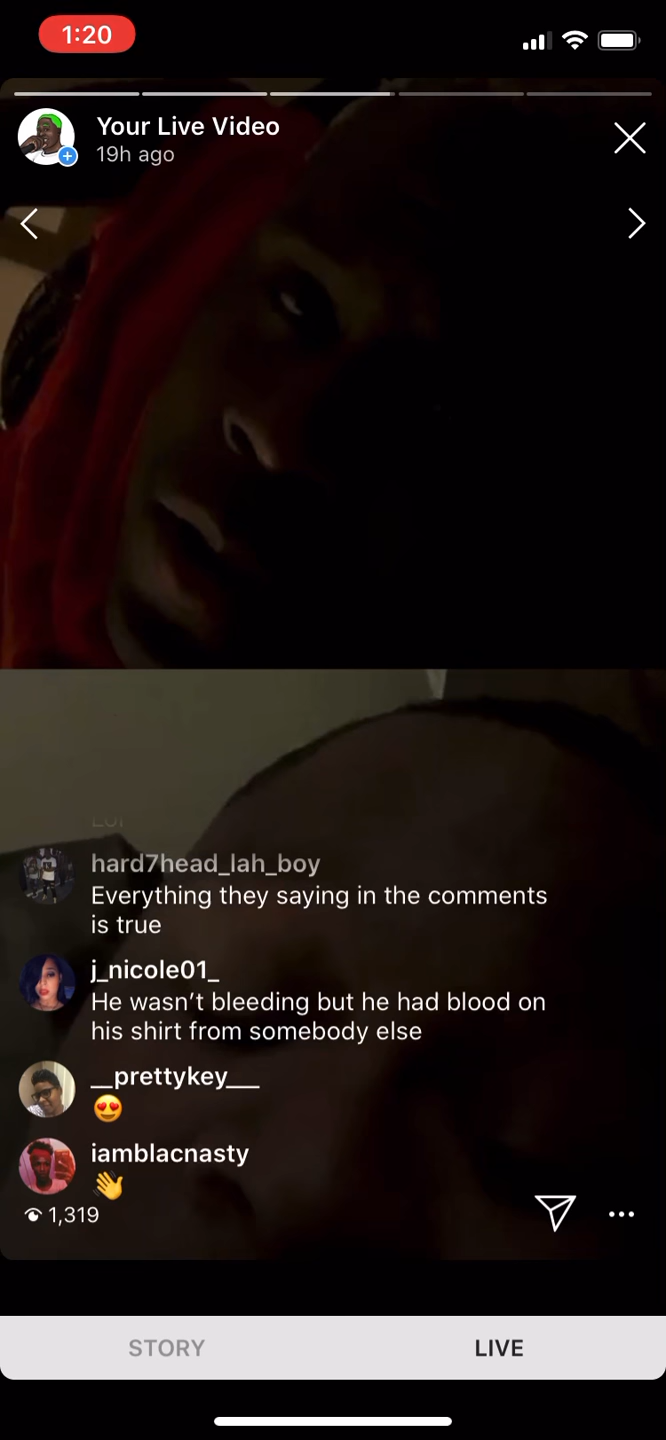 1:20
Your Live Video
19h ago
hard7head_lah_boy
Everything they saying in the comments
is true
j_nicole01_
He wasn't bleeding but he had blood on
his shirt from somebody else
__prettykey___
😍
iamblacnasty
👋
1,319
STORY LIVE